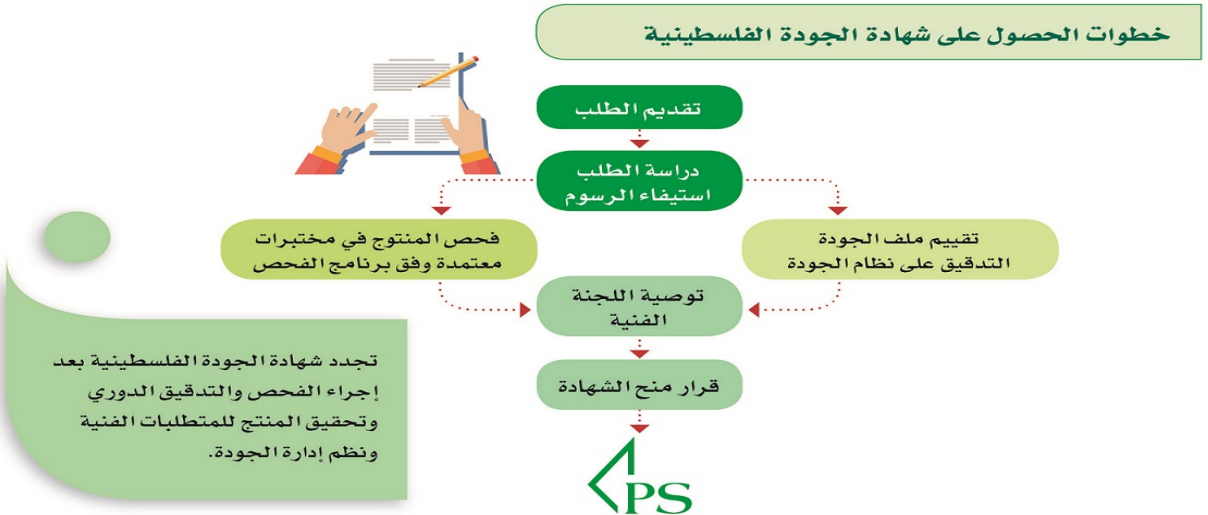 خطوات الحصول على شهادة الجودة الفلسطينية
تقديم الطلب
دراسة الطلب
استيفاء الرسوم
تقييم ملف الجودة
التدقيق على نظام الجودة
فحص المنتوج في مختبرات
معتمدة وفق برنامج الفحص
توصية اللجنة
الفنية
قرار منح الشهادة
PS
تجدد شهادة الجودة الفلسطينية بعد
إجراء الفحص والتدقيق الدوري
وتحقيق المنتج للمتطلبات الفنية
ونظم إدارة الجودة.